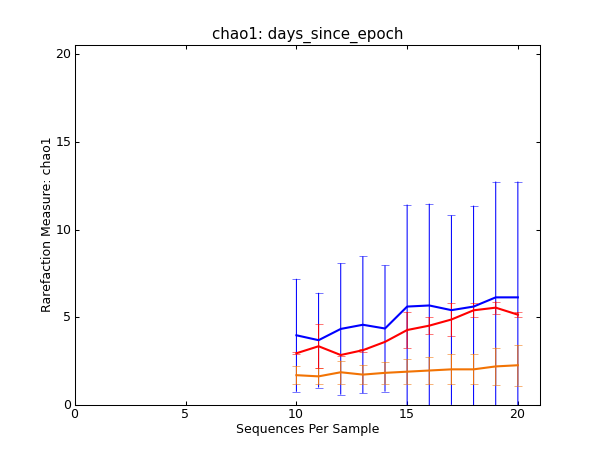 chao1: days_since_epoch
20
15
10
5
0
Rarefaction Measure: chao1
0 5 10 15 20
Sequences Per Sample